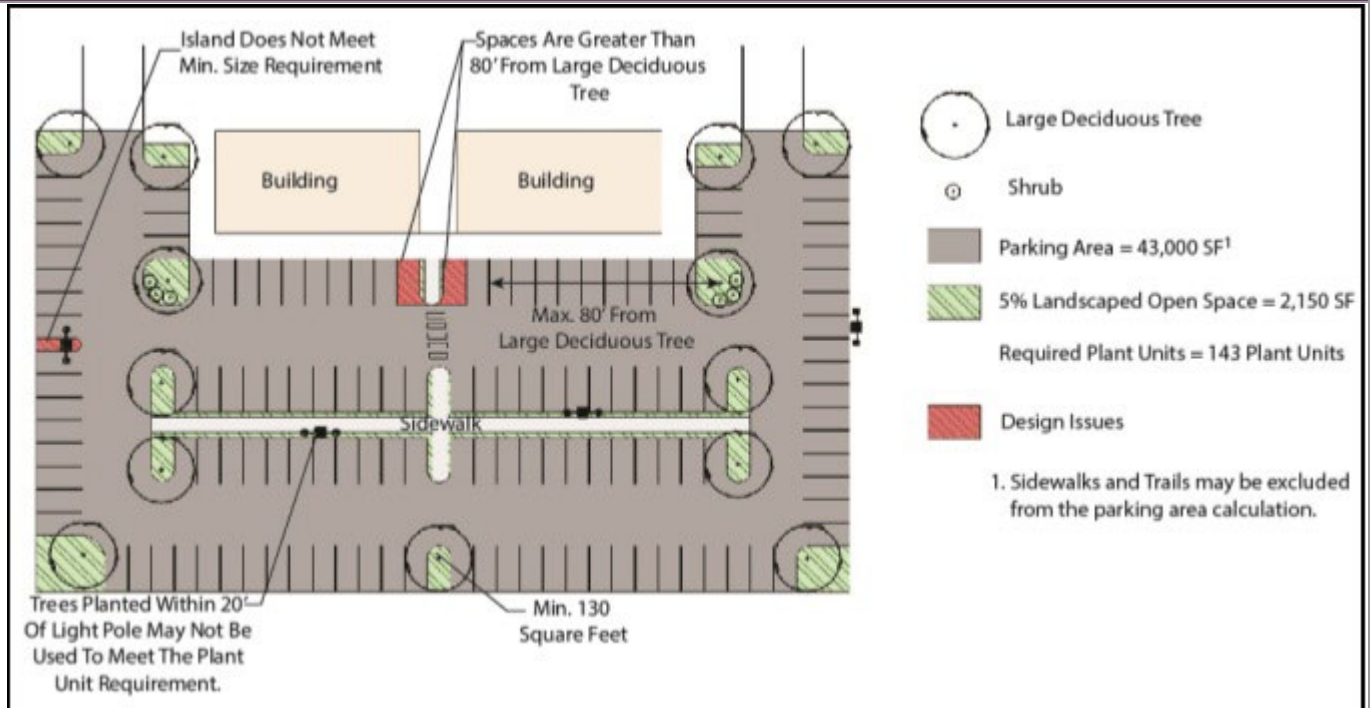 Island Does Not Meet
Min. Size Requirement
Spaces Are Greater Than
80' From Large Deciduous
Tree
Building
Building
Max. 80' From
Large Deciduous Tree
Sidewalk
Trees Planted Within 20'
Of Light Pole May Not Be
Used To Meet The Plant
Unit Requirement.
Min. 130
Square Feet
Large Deciduous Tree
Shrub
Parking Area = 43,000 SF¹
5% Landscaped Open Space = 2,150 SF
Required Plant Units = 143 Plant Units
Design Issues
1. Sidewalks and Trails may be excluded
from the parking area calculation.